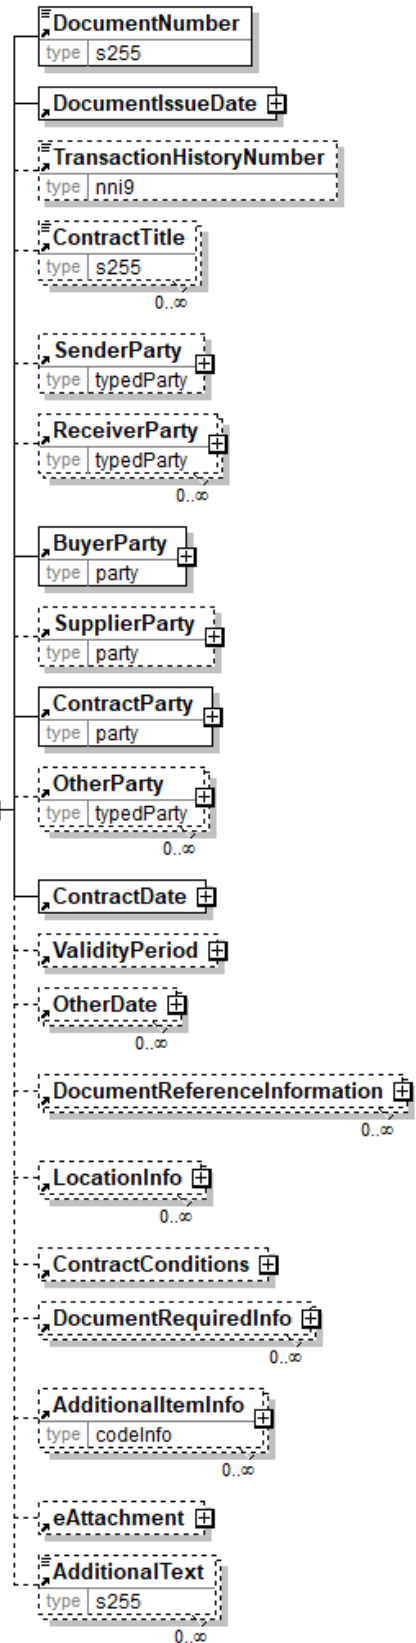 DocumentNumber
type s255
DocumentIssueDate
TransactionHistoryNumber
type nni9
ContractTitle
type s255
0..∞
SenderParty
type typedParty
ReceiverParty
type typedParty
0..∞
BuyerParty
type party
SupplierParty
type party
ContractParty
type party
OtherParty
type typedParty
0..∞
ContractDate
ValidityPeriod
OtherDate
0..∞
DocumentReferenceInformation
0..∞
LocationInfo
0..∞
ContractConditions
DocumentRequiredInfo
0..∞
AdditionalItemInfo
type codeInfo
0..∞
eAttachment
AdditionalText
type s255
0..∞